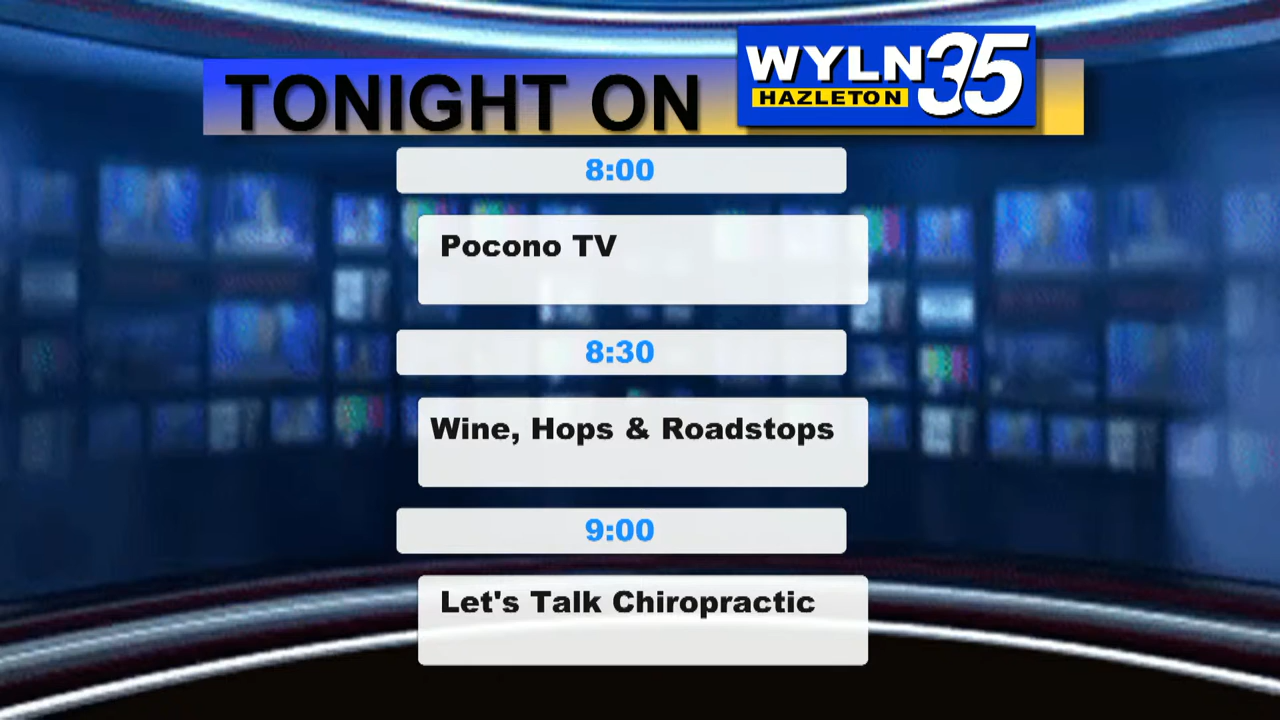 TONIGHT ON
WYLN 35
HAZLETON
8:00
Pocono TV
8:30
Wine, Hops & Roadstops
9:00
Let's Talk Chiropractic